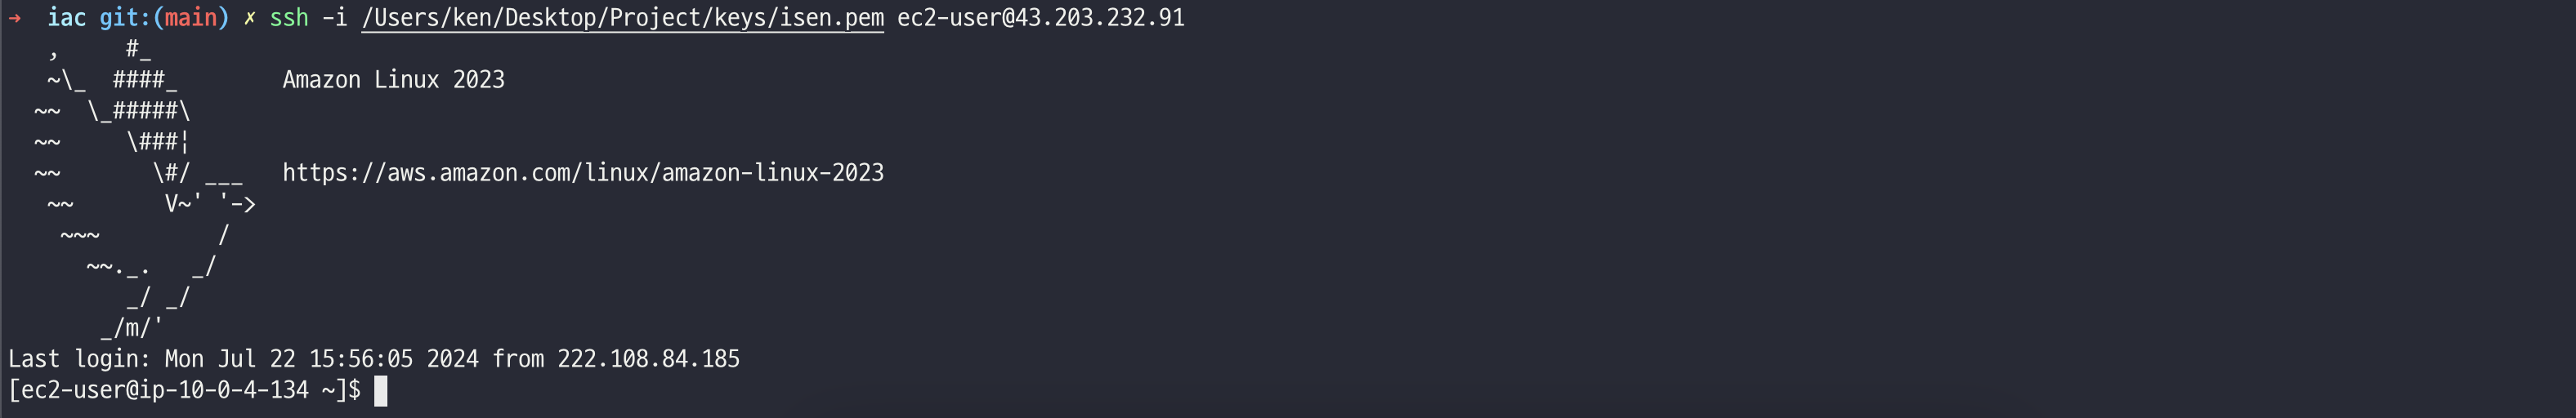 →  iac git:(main) ✗ ssh -i /Users/ken/Desktop/Project/keys/isen.pem ec2-user@43.203.232.91
   ,     #_
   ~\_  ####_        Amazon Linux 2023
  ~~  \_#####\
  ~~     \###|
  ~~       \#/ ___   https://aws.amazon.com/linux/amazon-linux-2023
   ~~       V~' '->
    ~~~         /
      ~~._.   _/
         _/ _/
       _/m/'
Last login: Mon Jul 22 15:56:05 2024 from 222.108.84.185
[ec2-user@ip-10-0-4-134 ~]$